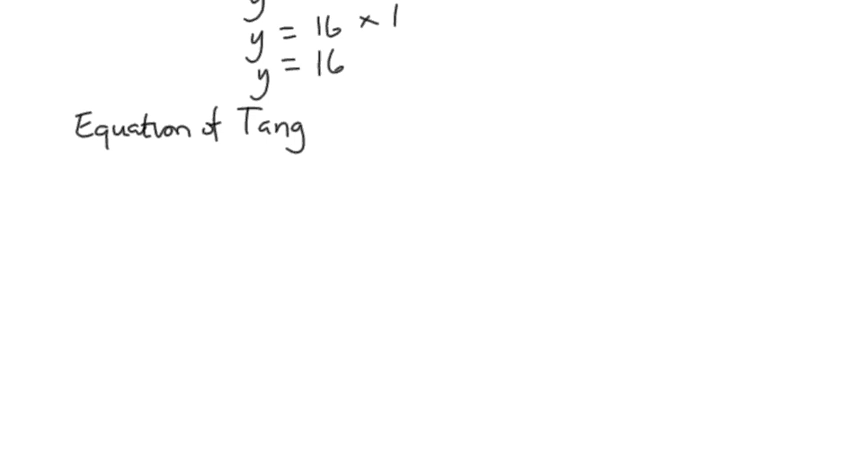 y = 16 × 1
y = 16
Equation of Tang